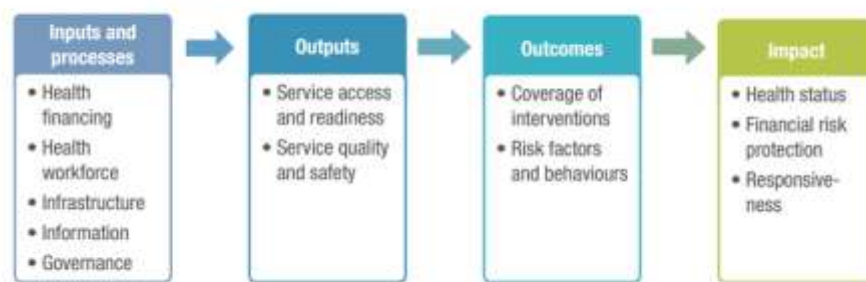 Inputs and
processes
• Health
financing
• Health
workforce
• Infrastructure
• Information
• Governance
Outputs
• Service access
and readiness
• Service quality
and safety
Outcomes
• Coverage of
interventions
• Risk factors
and behaviours
Impact
• Health status
• Financial risk
protection
• Responsive-
ness